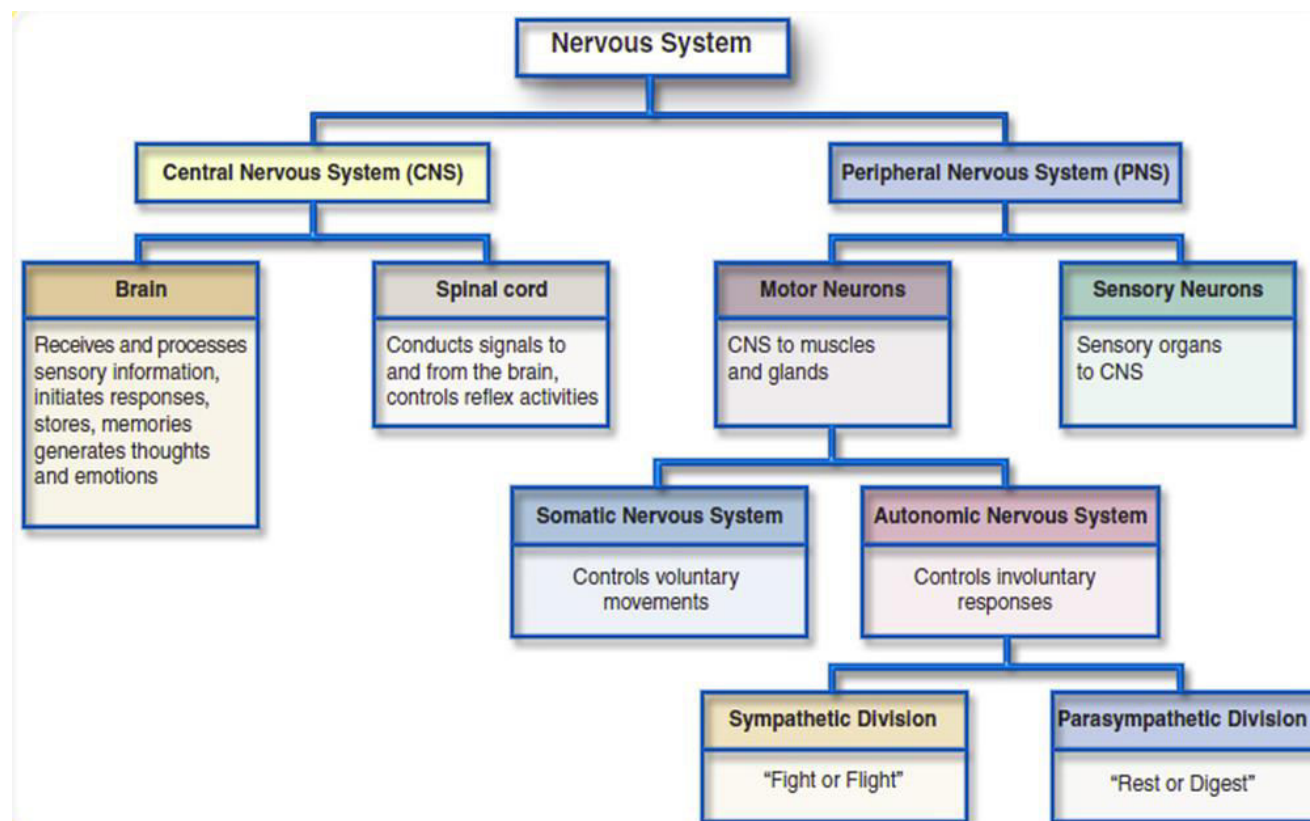 Nervous System
Central Nervous System (CNS)
Peripheral Nervous System (PNS)
Brain
Receives and processes
sensory information,
initiates responses,
stores, memories
generates thoughts
and emotions
Spinal cord
Conducts signals to
and from the brain,
controls reflex activities
Motor Neurons
CNS to muscles
and glands
Sensory Neurons
Sensory organs
to CNS
Somatic Nervous System
Controls voluntary
movements
Autonomic Nervous System
Controls involuntary
responses
Sympathetic Division
“Fight or Flight”
Parasympathetic Division
“Rest or Digest”